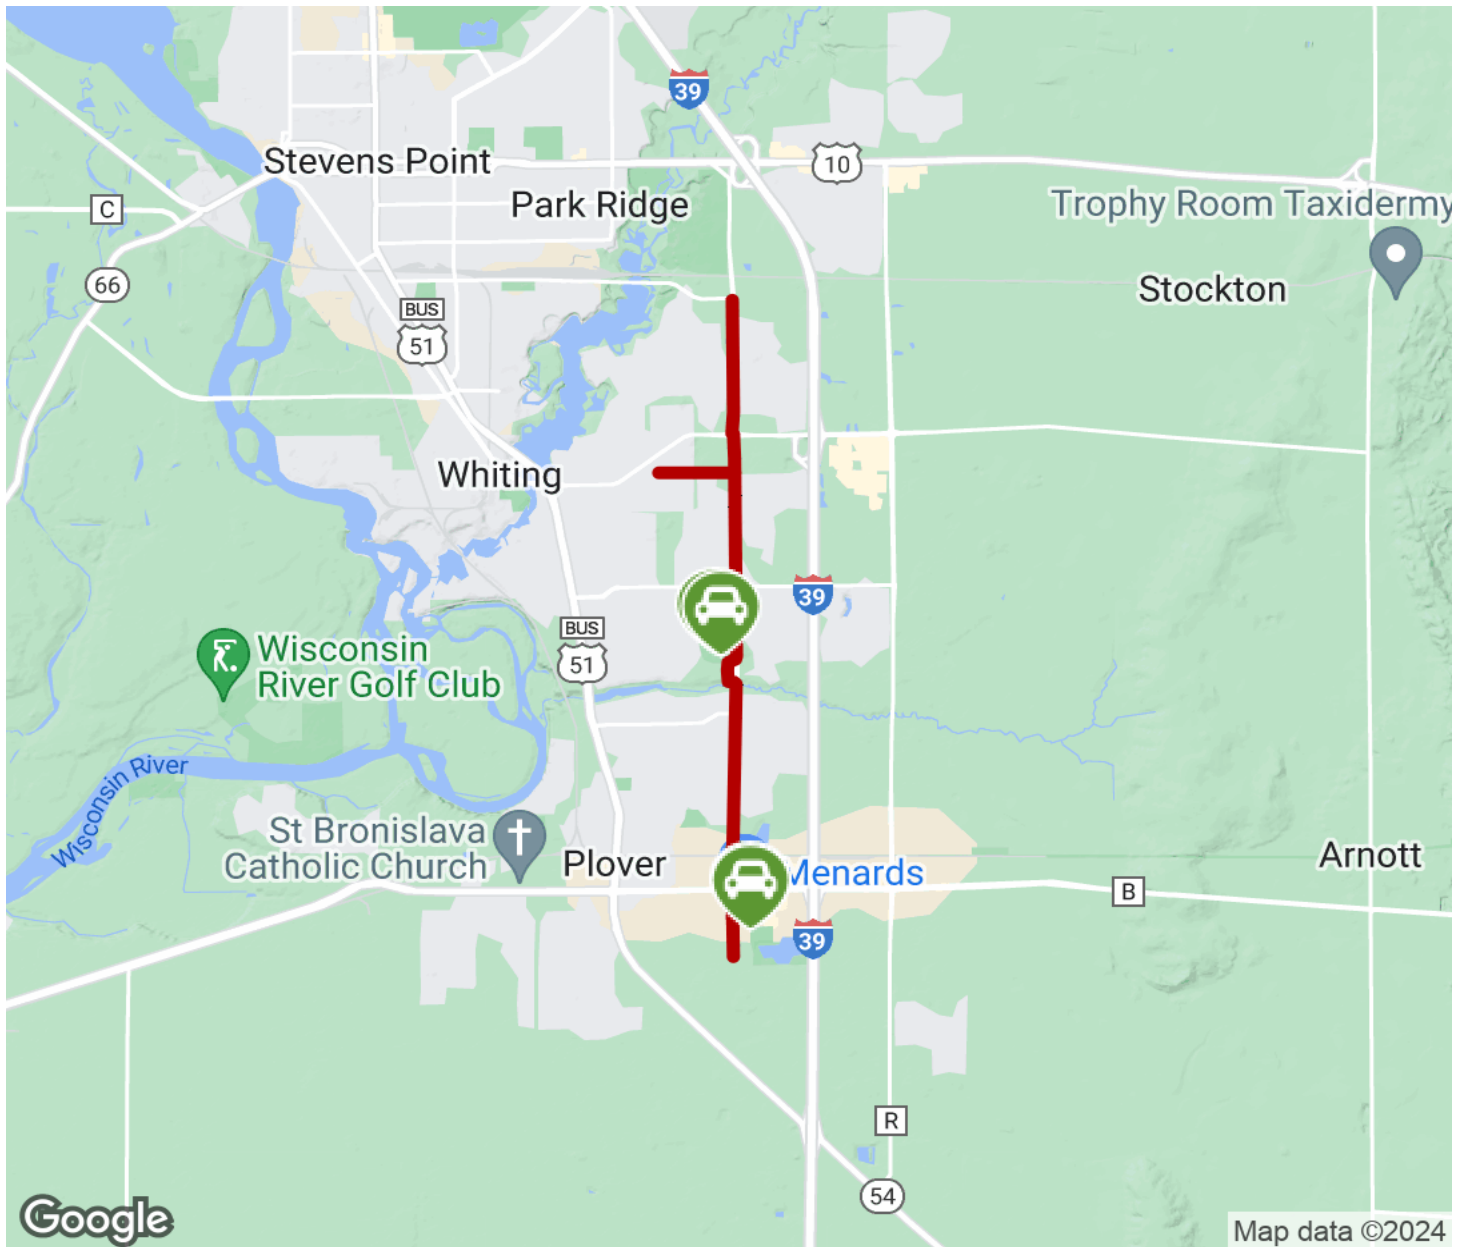 39
Stevens Point
10
Park Ridge
Trophy Room Taxidermy
C
66
Stockton
BUS
51
Whiting
39
BUS
51
Wisconsin
River Golf Club
Wisconsin River
St Bronislava
Catholic Church
Plover
Menards
Arnott
B
39
R
54
Google
Map data ©2024